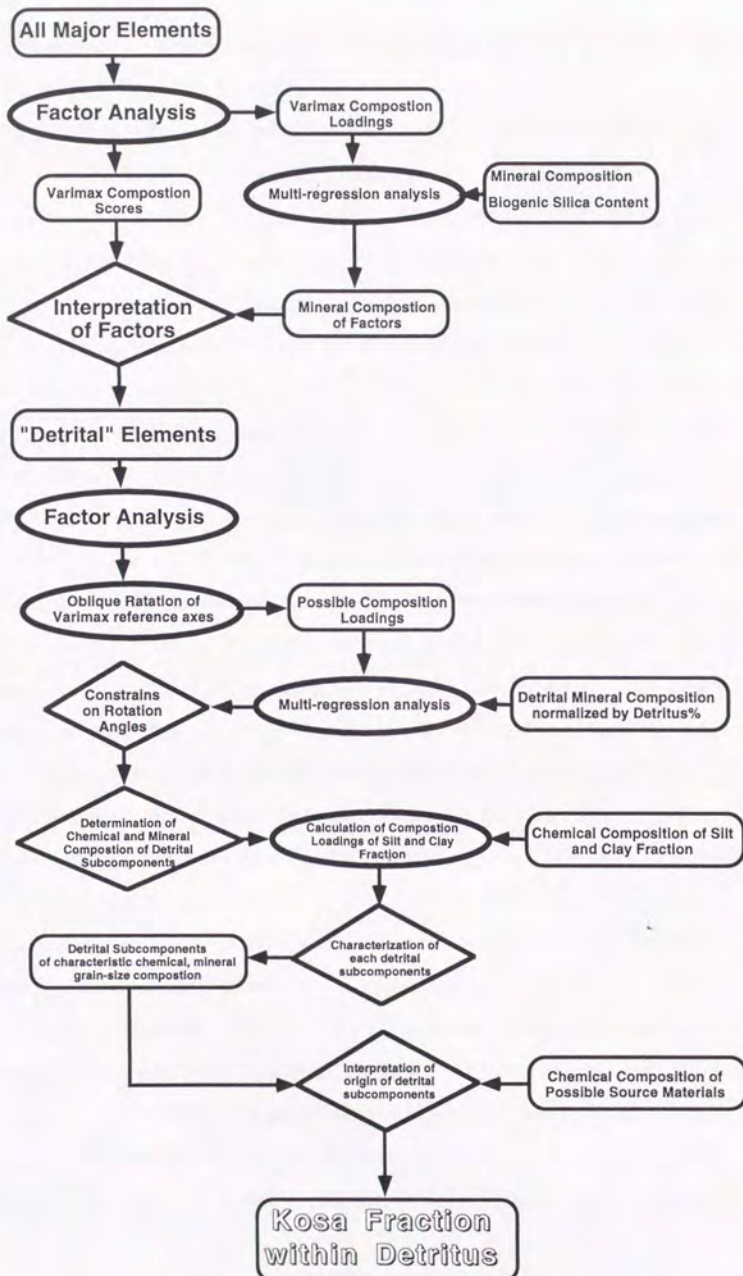 All Major Elements
Factor Analysis
Varimax Compostion
Loadings
Varimax Compostion
Scores
Multi-regression analysis
Mineral Composition
Biogenic Silica Content
Interpretation
of Factors
Mineral Compostion
of Factors
"Detrital" Elements
Factor Analysis
Oblique Ratation of
Varimax reference axes
Possible Composition
Loadings
Constrains
on Rotation
Angles
Multi-regression analysis
Detrital Mineral Composition
normalized by Detritus%
Determination of
Chemical and Mineral
Compostion of Detrital
Subcomponents
Calculation of Compostion
Loadings of Silt and Clay
Fraction
Chemical Composition of Silt
and Clay Fraction
Detrital Subcomponents
of characteristic chemical, mineral
grain-size compostion
Characterization of
each detrital
subcomponents
Interpretation of
origin of detrital
subcomponents
Chemical Composition of
Possible Source Materials
Kosa Fraction
within Detritus